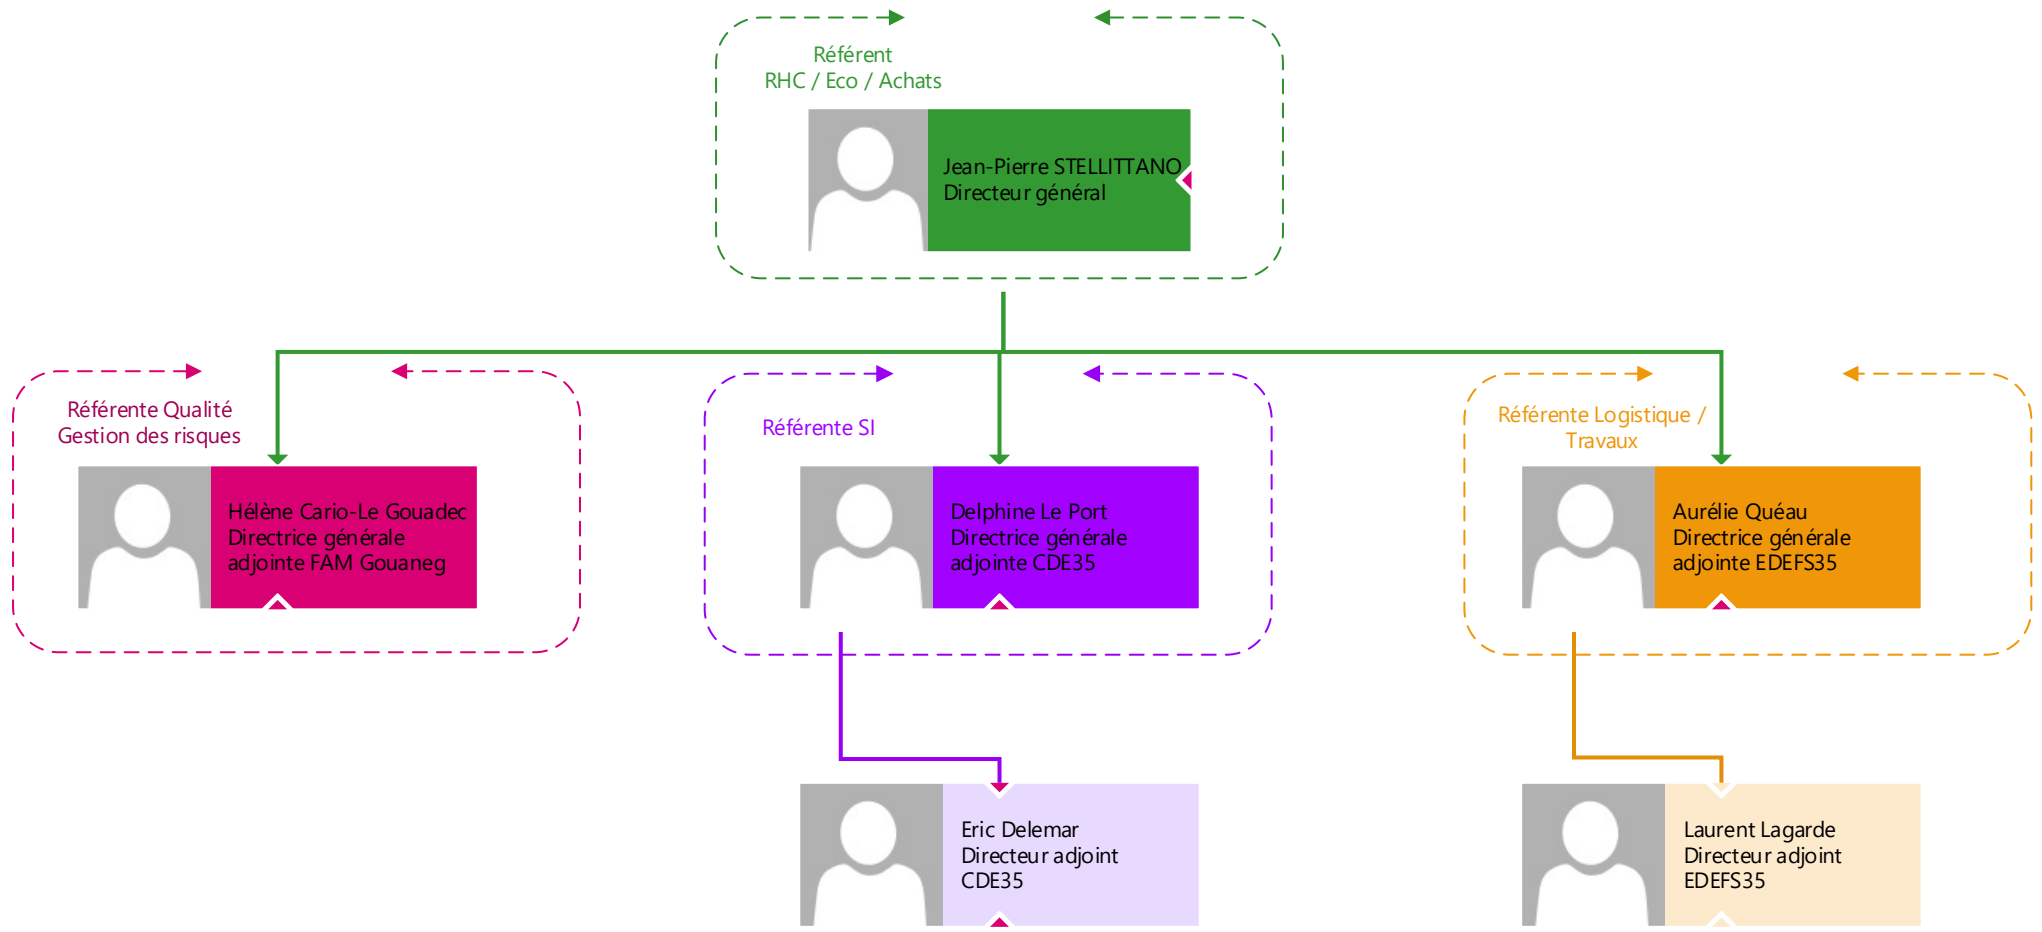 Référent
RHC / Eco / Achats
Jean-Pierre STELLITTANO
Directeur général
Référente Qualité
Gestion des risques
Hélène Cario-Le Gouadec
Directrice générale
adjointe FAM Gouaneg
Référente SI
Delphine Le Port
Directrice générale
adjointe CDE35
Référente Logistique /
Travaux
Aurélie Quéau
Directrice générale
adjointe EDEFS35
Eric Delemar
Directeur adjoint
CDE35
Laurent Lagarde
Directeur adjoint
EDEFS35